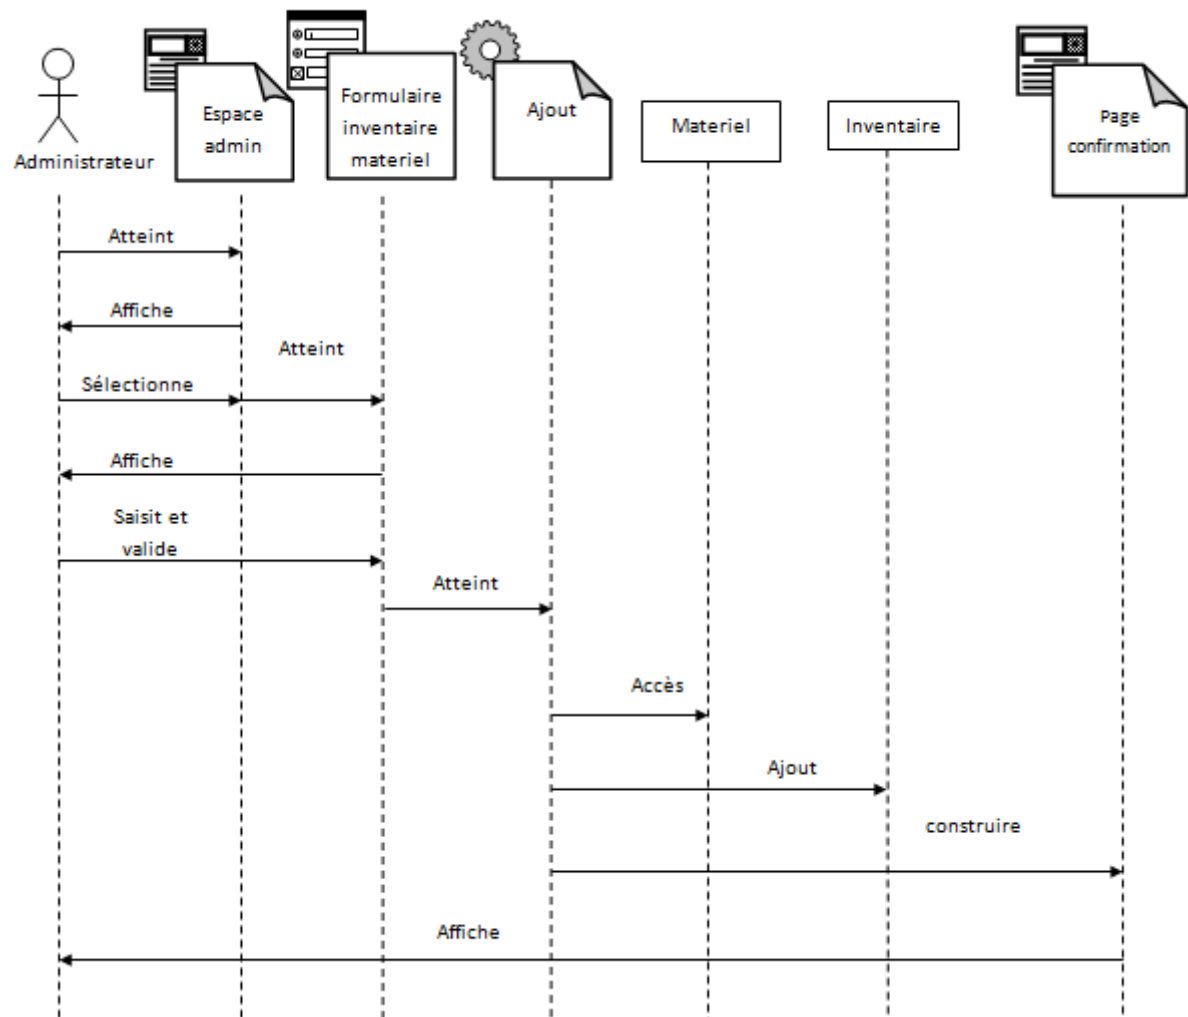 Administrateur
Espace
admin
Formulaire
inventaire
materiel
Ajout
Materiel
Inventaire
Page
confirmation
Atteint
Affiche
Atteint
Sélectionne
Affiche
Saisit et
valide
Atteint
Accès
Ajout
construire
Affiche